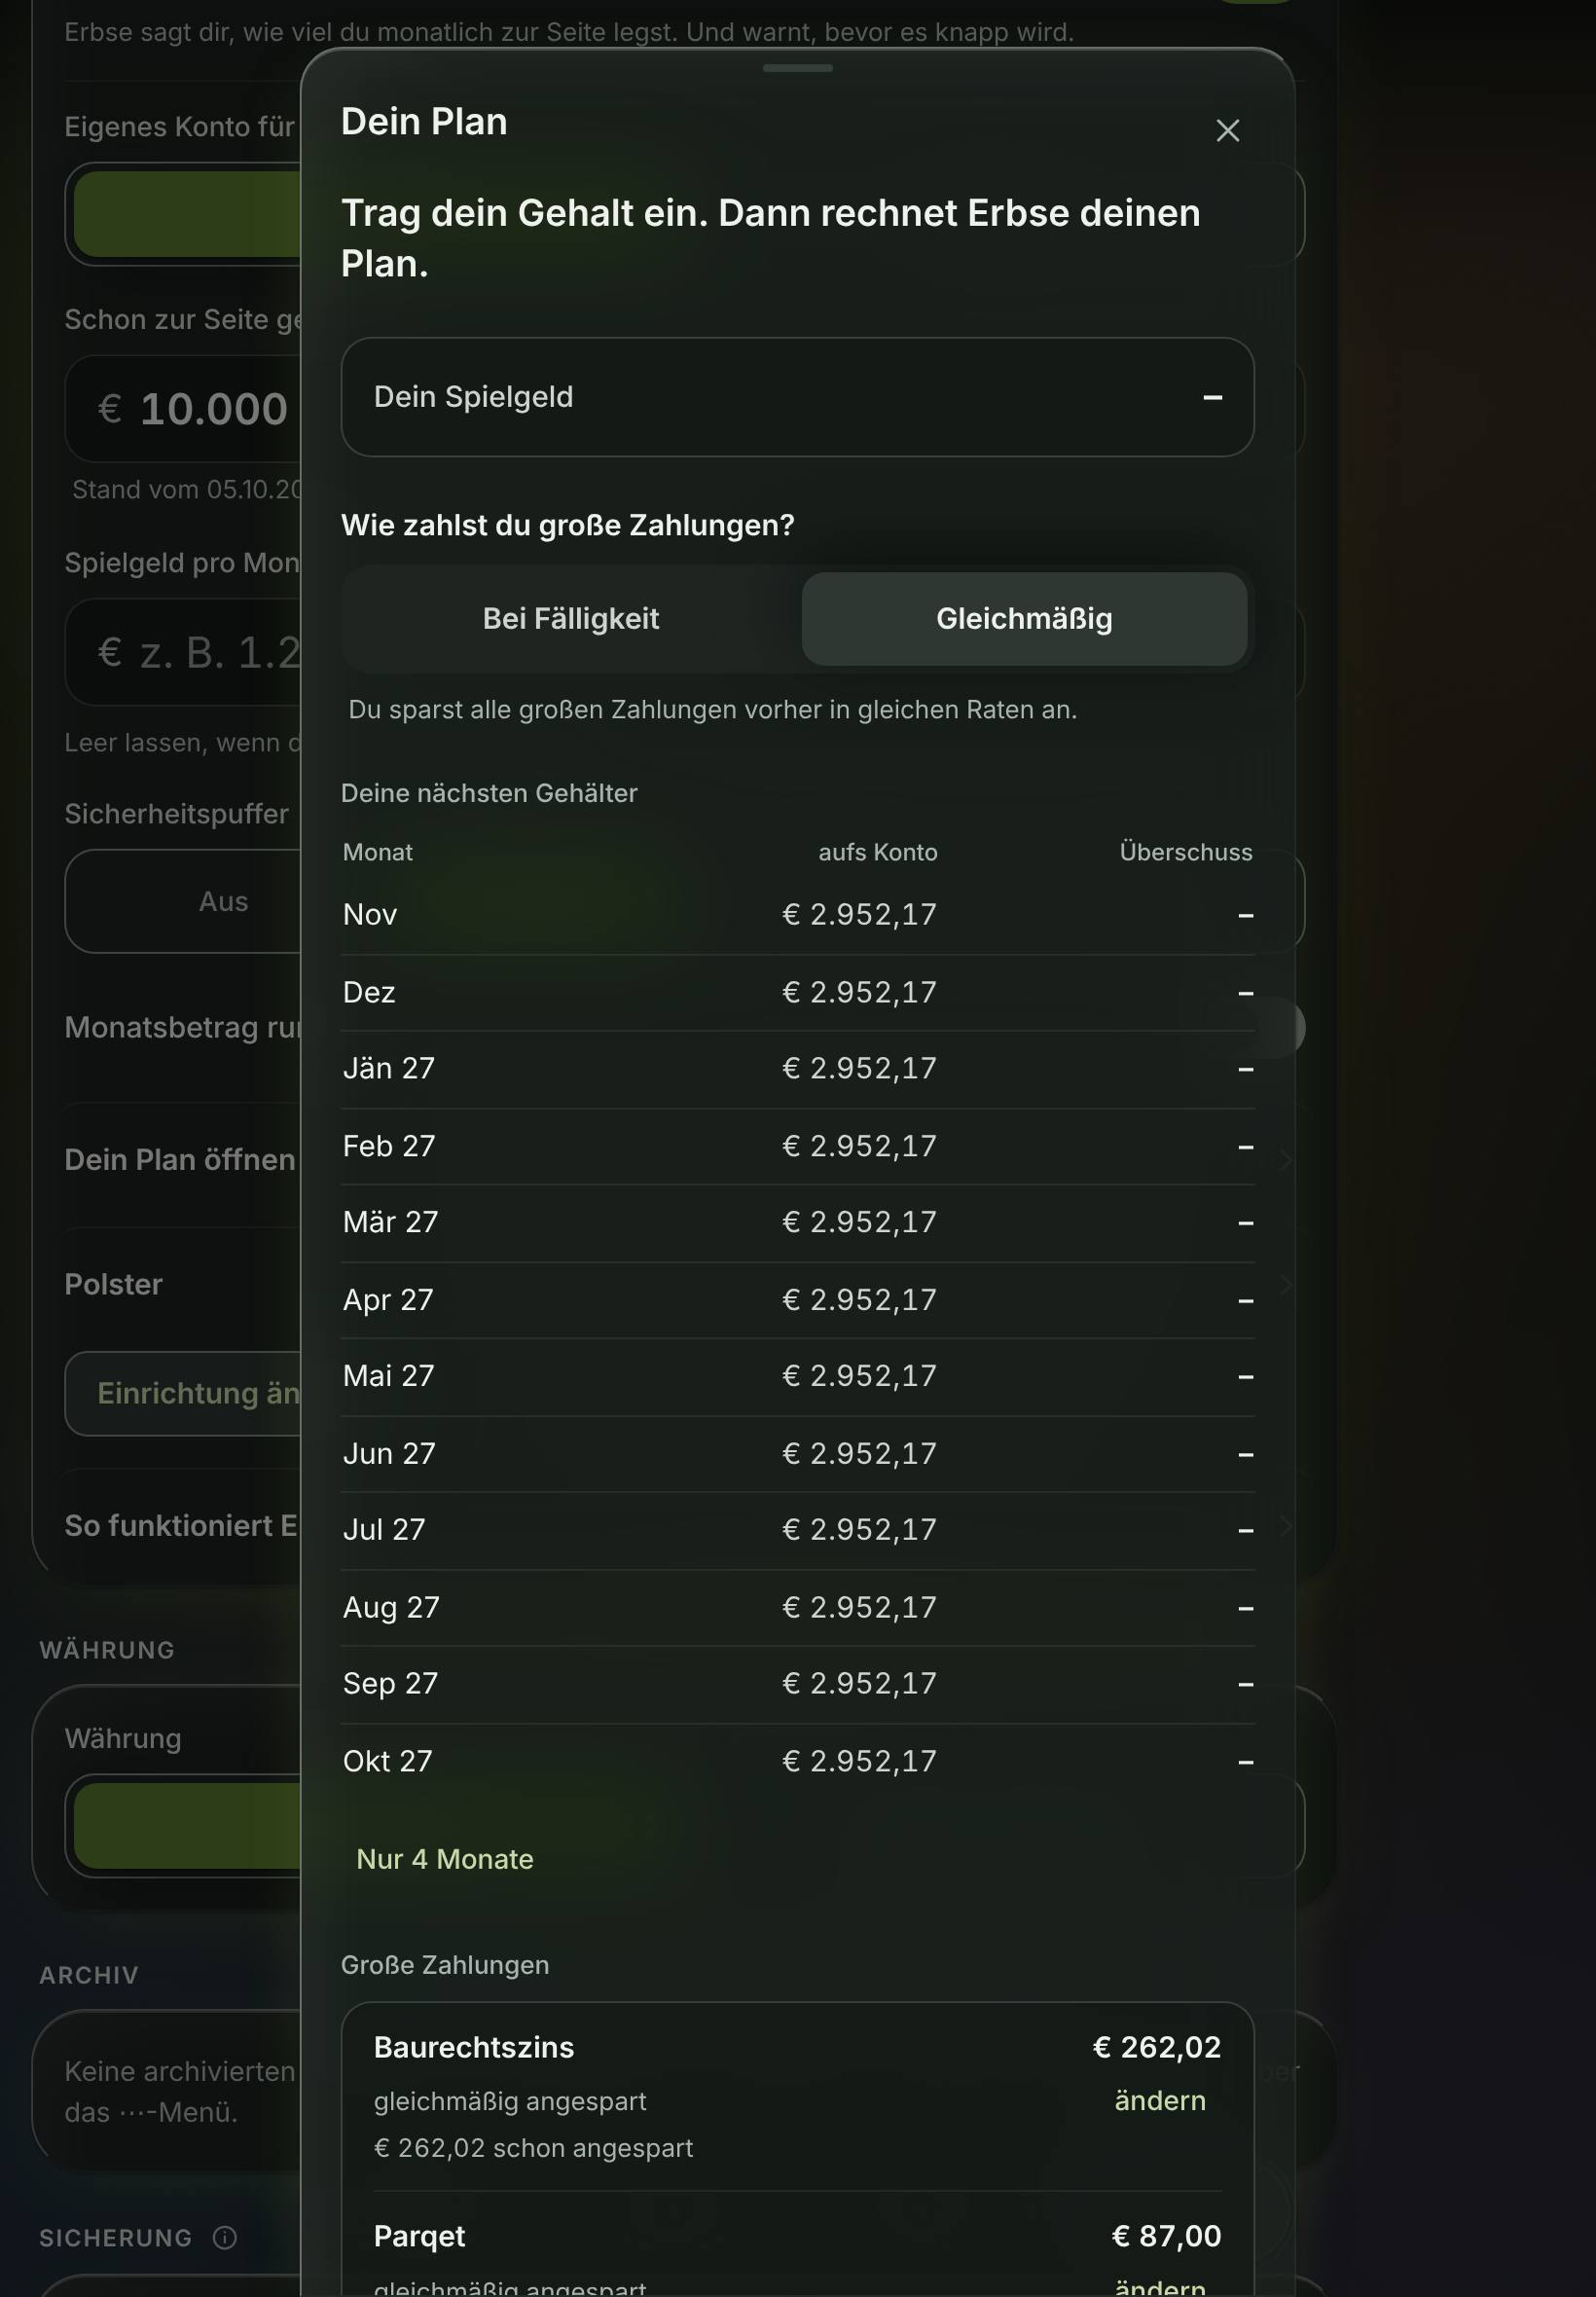 Erbse sagt dir, wie viel du monatlich zur Seite legst. Und warnt, bevor es knapp wird.
Eigenes Konto für
Schon zur Seite
€ 10.000
Stand vom 05.10.
Spielgeld pro
€ z. B. 1.2
Leer lassen, wenn
Sicherheitspuffer
Aus
Monatsbetrag
Dein Plan öffnen
Polster
Einrichtung
So funktioniert
WÄHRUNG
Währung
ARCHIV
Keine archivierten
das ···-Menü.
SICHERUNG
Dein Plan
Trag dein Gehalt ein. Dann rechnet Erbse deinen
Plan.
Dein Spielgeld –
Wie zahlst du große Zahlungen?
Bei Fälligkeit Gleichmäßig
Du sparst alle großen Zahlungen vorher in gleichen Raten an.
Deine nächsten Gehälter
Monat aufs Konto Überschuss
Nov € 2.952,17 –
Dez € 2.952,17 –
Jän 27 € 2.952,17 –
Feb 27 € 2.952,17 –
Mär 27 € 2.952,17 –
Apr 27 € 2.952,17 –
Mai 27 € 2.952,17 –
Jun 27 € 2.952,17 –
Jul 27 € 2.952,17 –
Aug 27 € 2.952,17 –
Sep 27 € 2.952,17 –
Okt 27 € 2.952,17 –
Nur 4 Monate
Große Zahlungen
Baurechtszins € 262,02
gleichmäßig angespart ändern
€ 262,02 schon angespart
Parqet € 87,00
gleichmäßig angespart ändern